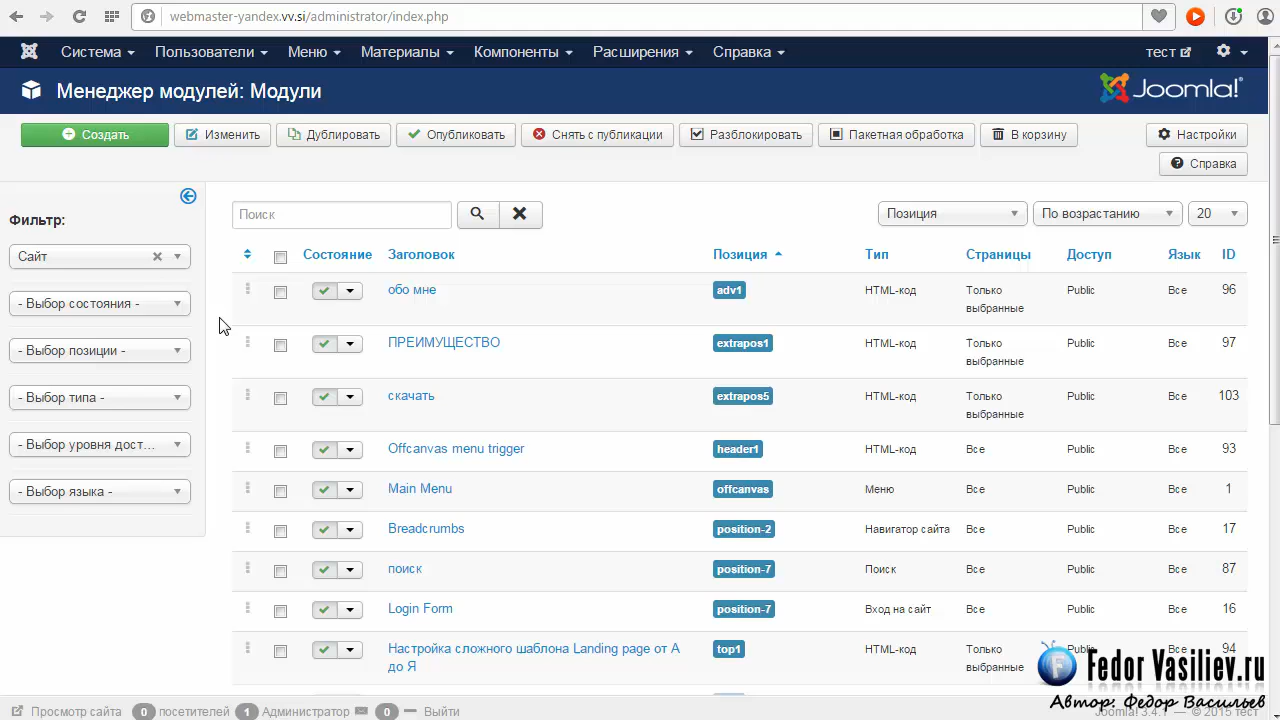 webmaster-yandex.vv.si/administrator/index.php
Система Пользователи Меню Материалы Компоненты Расширения Справка тест
Менеджер модулей: Модули Joomla!
Создать Изменить Дублировать Опубликовать Снять с публикации Разблокировать Пакетная обработка В корзину Настройки
Справка
Фильтр:
Сайт
- Выбор состояния -
- Выбор позиции -
- Выбор типа -
- Выбор уровня дост...
- Выбор языка -
Поиск Позиция По возрастанию 20
Состояние Заголовок Позиция Тип Страницы Доступ Язык ID
обо мне adv1 HTML-код Только выбранные Public Все 96
ПРЕИМУЩЕСТВО extrapos1 HTML-код Только выбранные Public Все 97
скачать extrapos5 HTML-код Только выбранные Public Все 103
Offcanvas menu trigger header1 HTML-код Все Public Все 93
Main Menu offcanvas Меню Все Public Все 1
Breadcrumbs position-2 Навигатор сайта Все Public Все 17
поиск position-7 Поиск Все Public Все 87
Login Form position-7 Вход на сайт Все Public Все 16
Настройка сложного шаблона Landing page от А до Я top1 HTML-код Только выбранные Public Все 94
Fedor Vasiliev.ru
Автор: Федор Васильев
Просмотр сайта 0 посетителей 1 Администратор 0 Выйти
Joomla! 3.4.7 — © 2015 тест